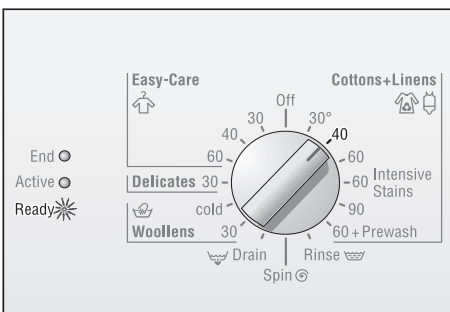 Easy-Care
Cottons+Linens
Off
30
30°
40
40
60
60
End
Active
Ready
Delicates 30
60 Intensive Stains
cold
90
Woollens
30
60 + Prewash
Drain
Rinse
Spin